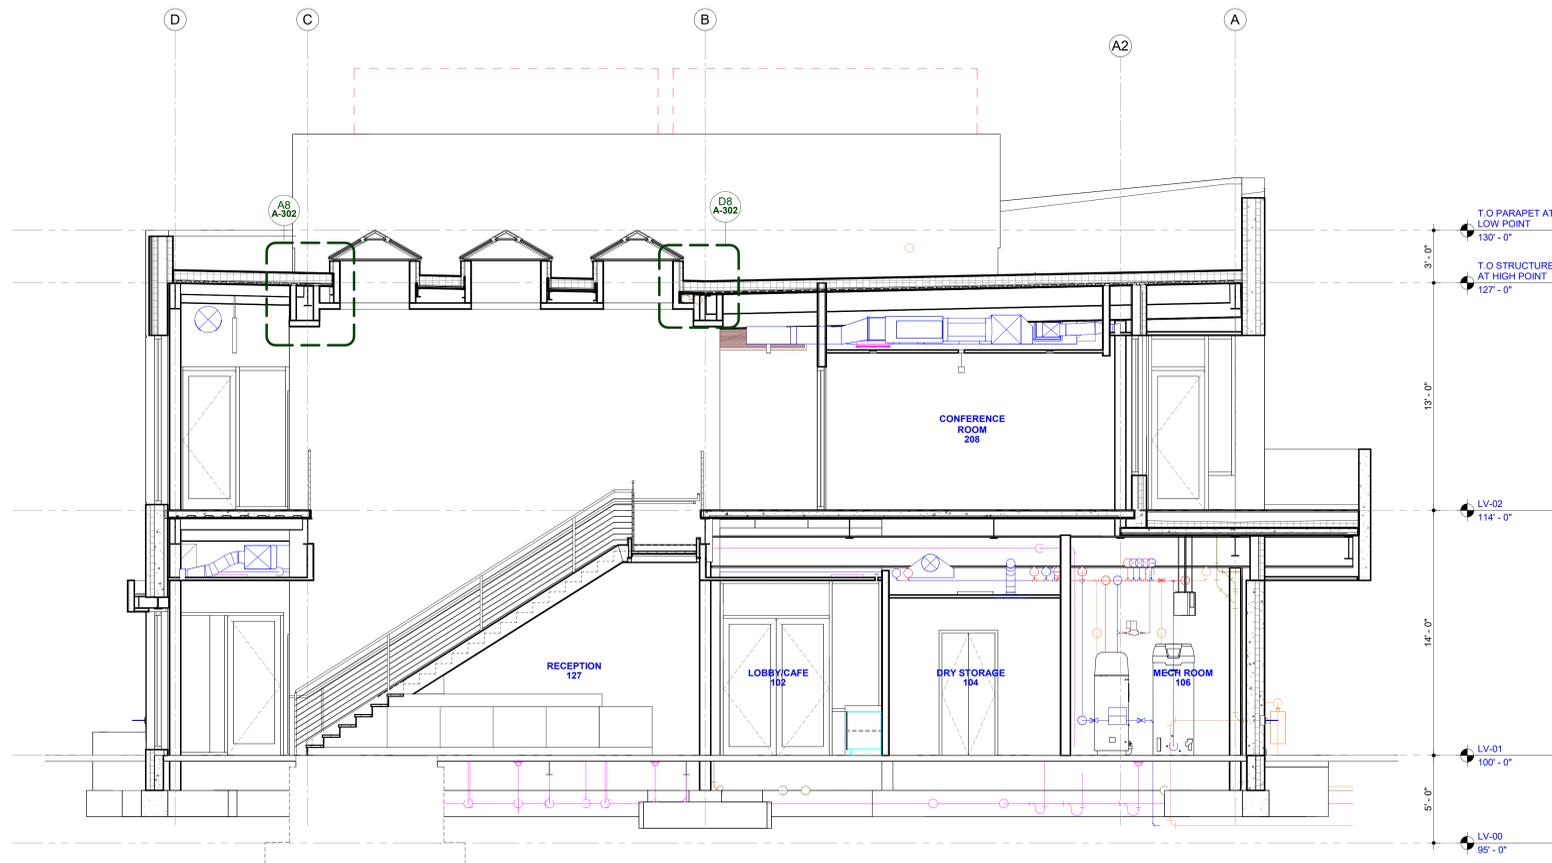 D
C
B
A2
A
A8
A-302
D8
A-302
T.O PARAPET AT
LOW POINT
130' - 0"
3' - 0"
T.O STRUCTURE
AT HIGH POINT
127' - 0"
13' - 0"
CONFERENCE
ROOM
208
LV-02
114' - 0"
14' - 0"
RECEPTION
127
LOBBY/CAFE
102
DRY STORAGE
104
MECH ROOM
106
LV-01
100' - 0"
5' - 0"
LV-00
95' - 0"